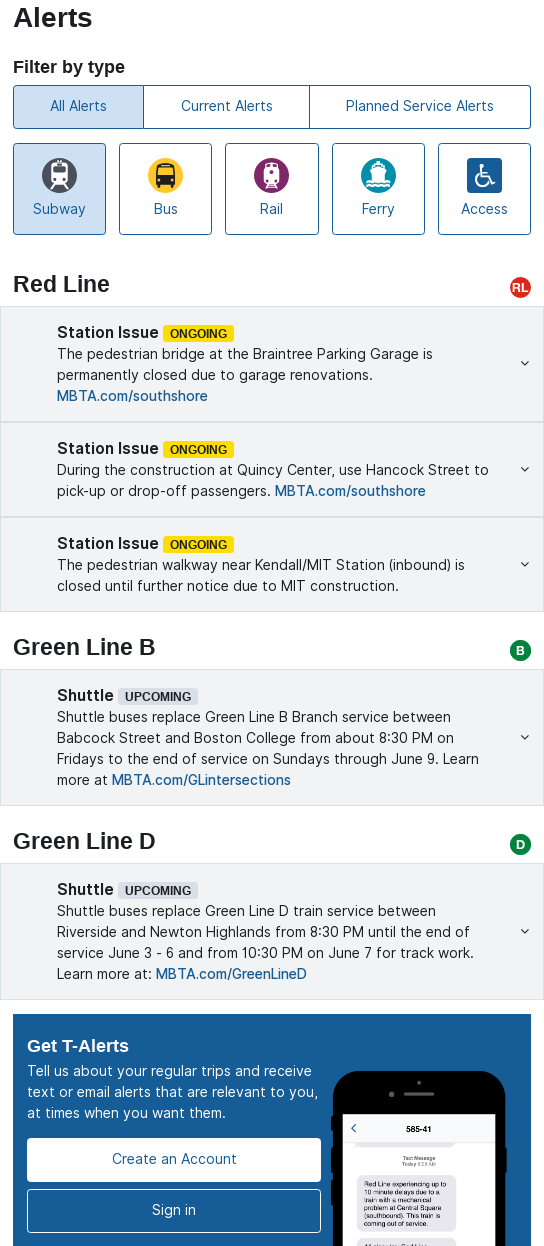 Alerts
Filter by type
All Alerts
Current Alerts
Planned Service Alerts
Subway
Bus
Rail
Ferry
Access
Red Line
RL
Station Issue ONGOING
The pedestrian bridge at the Braintree Parking Garage is
permanently closed due to garage renovations.
MBTA.com/southshore
Station Issue ONGOING
During the construction at Quincy Center, use Hancock Street to
pick-up or drop-off passengers. MBTA.com/southshore
Station Issue ONGOING
The pedestrian walkway near Kendall/MIT Station (inbound) is
closed until further notice due to MIT construction.
Green Line B
B
Shuttle UPCOMING
Shuttle buses replace Green Line B Branch service between
Babcock Street and Boston College from about 8:30 PM on
Fridays to the end of service on Sundays through June 9. Learn
more at MBTA.com/GLintersections
Green Line D
D
Shuttle UPCOMING
Shuttle buses replace Green Line D train service between
Riverside and Newton Highlands from 8:30 PM until the end of
service June 3 - 6 and from 10:30 PM on June 7 for track work.
Learn more at: MBTA.com/GreenLineD
Get T-Alerts
Tell us about your regular trips and receive
text or email alerts that are relevant to you,
at times when you want them.
Create an Account
Sign in
585-41
Text Message
Today
Red Line experiencing up to
10 minute delays due to a
train with a mechanical
problem at Central Square
(southbound). This train is
coming out of service.